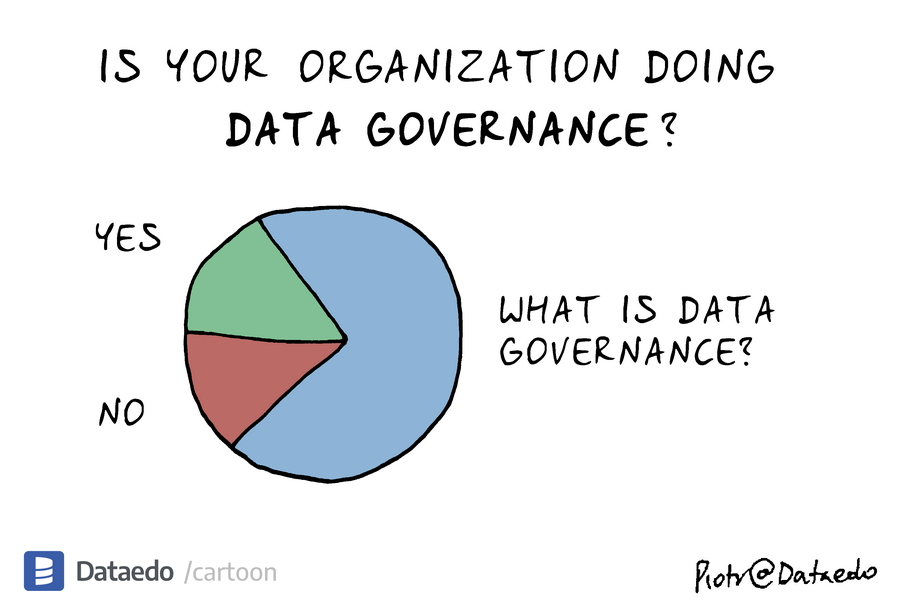 IS YOUR ORGANIZATION DOING
DATA GOVERNANCE?
YES
WHAT IS DATA
GOVERNANCE?
NO
Dataedo /cartoon
Piotr@Dataedo